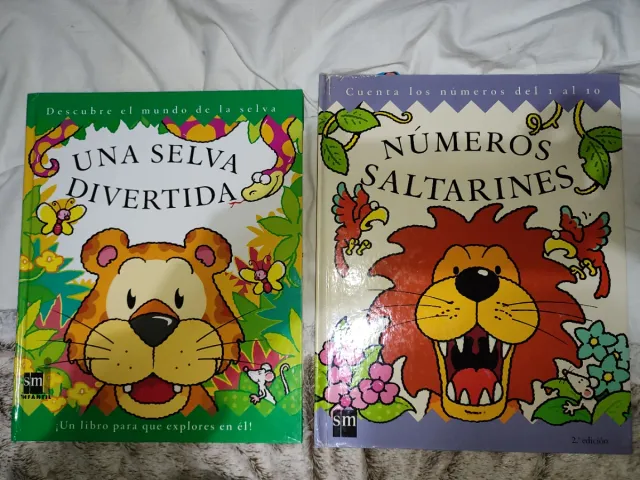 Descubre el mundo de la selva
UNA SELVA
DIVERTIDA
sm
INFANTIL
¡Un libro para que explores en él!
Cuenta los números del 1 al 10
NÚMEROS
SALTARINES
sm
2.ª edición